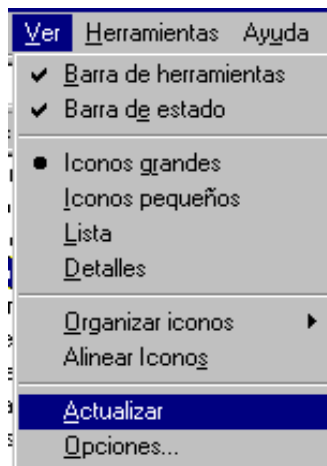 Ver Herramientas Ayuda
Barra de herramientas
Barra de estado
Iconos grandes
Iconos pequeños
Lista
Detalles
Organizar iconos
Alinear Iconos
Actualizar
Opciones...